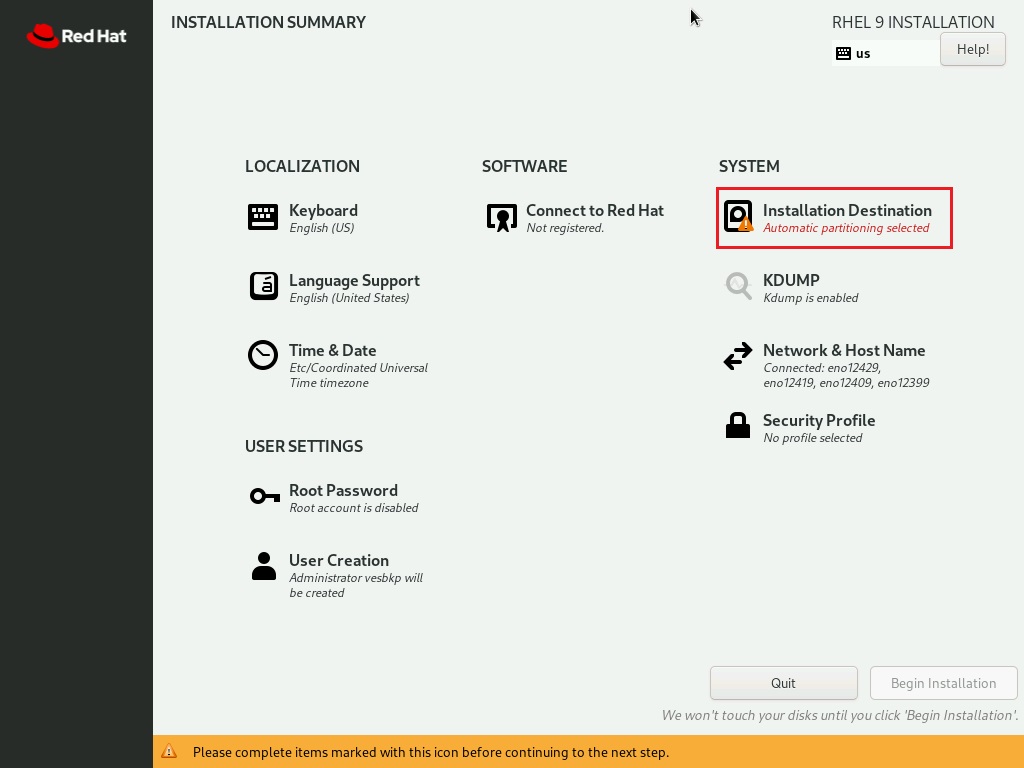 Red Hat
INSTALLATION SUMMARY
RHEL 9 INSTALLATION
us
Help!
LOCALIZATION
Keyboard
English (US)
Language Support
English (United States)
Time & Date
Etc/Coordinated Universal
Time timezone
USER SETTINGS
Root Password
Root account is disabled
User Creation
Administrator vesbkp will
be created
SOFTWARE
Connect to Red Hat
Not registered.
SYSTEM
Installation Destination
Automatic partitioning selected
KDUMP
Kdump is enabled
Network & Host Name
Connected: eno12429,
eno12419, eno12409, eno12399
Security Profile
No profile selected
Quit
Begin Installation
We won't touch your disks until you click 'Begin Installation'.
Please complete items marked with this icon before continuing to the next step.